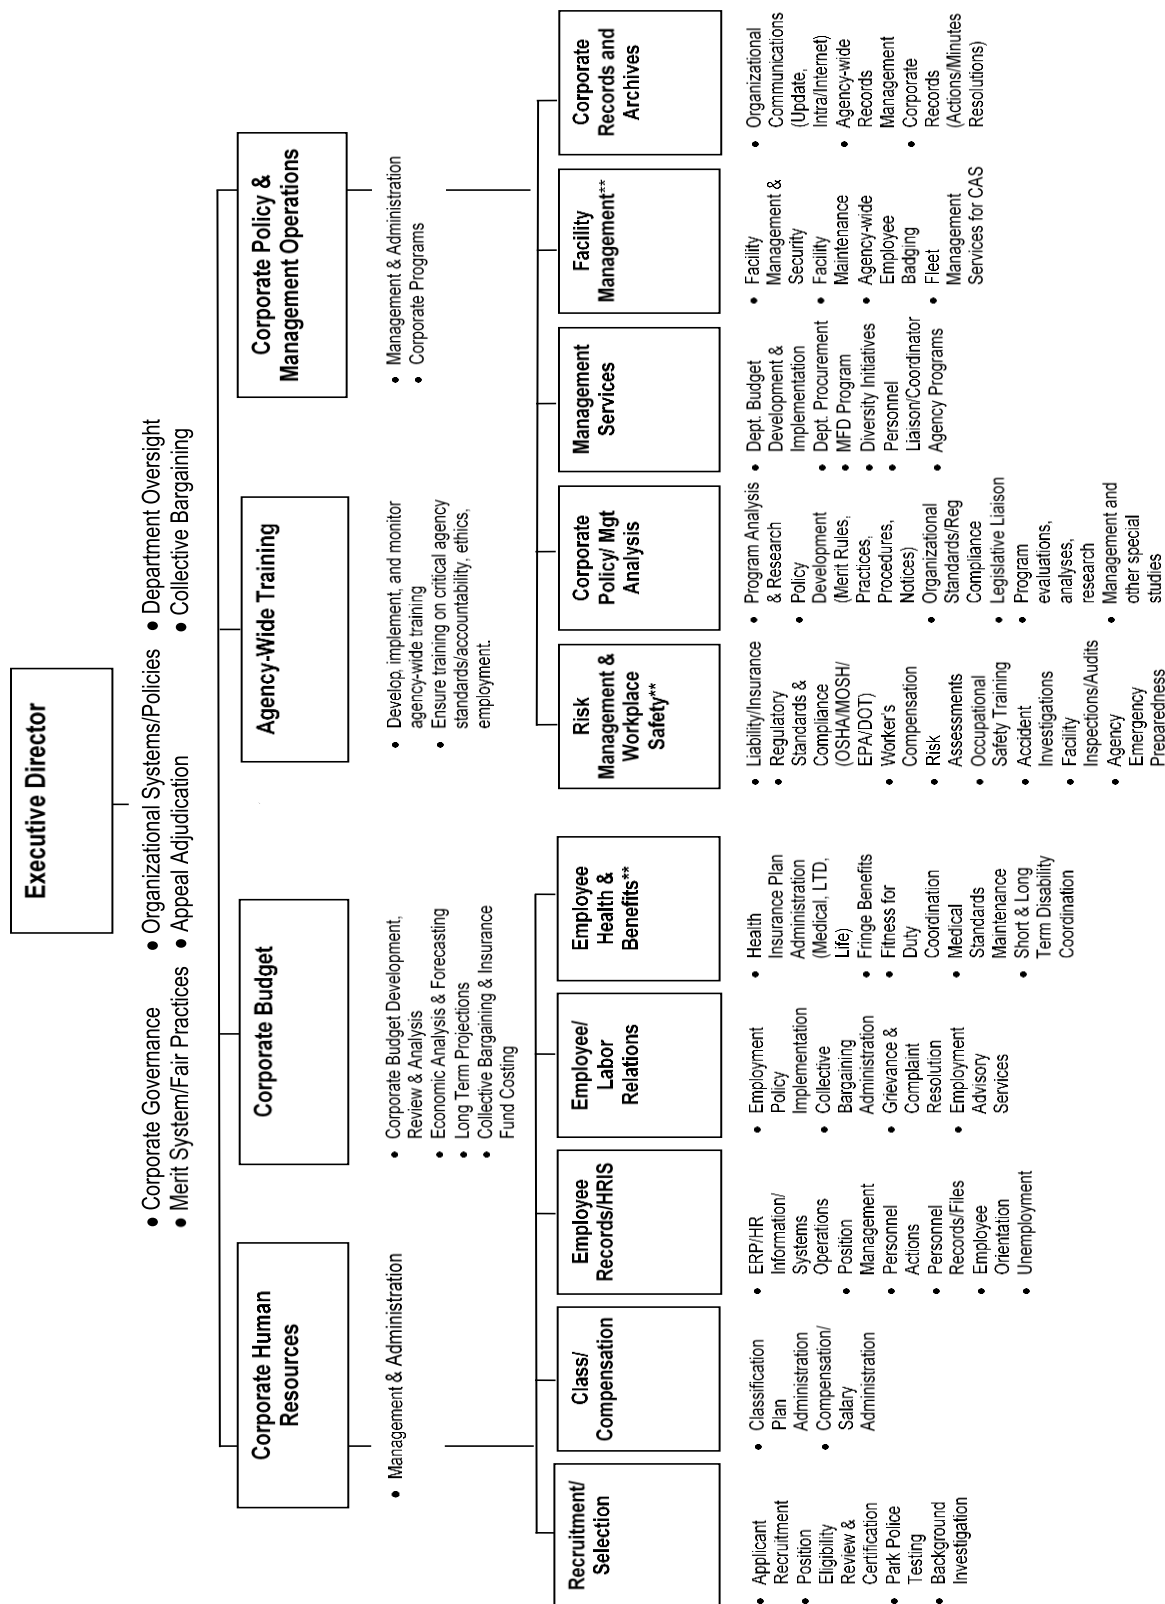 Executive Director
● Corporate Governance
● Merit System/Fair Practices
● Organizational Systems/Policies
● Appeal Adjudication
● Department Oversight
● Collective Bargaining
Corporate Human
Resources
● Management & Administration
Corporate Budget
● Corporate Budget Development,
Review & Analysis
● Economic Analysis & Forecasting
● Long Term Projections
● Collective Bargaining & Insurance
Fund Costing
Agency-Wide Training
● Develop, implement, and monitor
agency-wide training
● Ensure training on critical agency
standards/accountability, ethics,
employment.
Corporate Policy &
Management Operations
● Management & Administration
● Corporate Programs
Recruitment/
Selection
● Applicant
Recruitment
● Position
Eligibility
Review &
Certification
● Park Police
Testing
● Background
Investigation
Class/
Compensation
● Classification
Plan
Administration
● Compensation/
Salary
Administration
Employee
Records/HRIS
● ERP/HR
Information/
Systems
Operations
● Position
Management
● Personnel
Actions
● Personnel
Records/Files
● Employee
Orientation
● Unemployment
Employee/
Labor
Relations
● Employment
Policy
Implementation
● Collective
Bargaining
Administration
● Grievance &
Complaint
Resolution
● Employment
Advisory
Services
Employee
Health &
Benefits**
● Health
Insurance Plan
Administration
(Medical, LTD,
Life)
● Fringe Benefits
● Fitness for
Duty
Coordination
● Medical
Standards
Maintenance
● Short & Long
Term Disability
Coordination
Risk
Management &
Workplace
Safety**
● Liability/Insurance
● Regulatory
Standards &
Compliance
(OSHA/MOSH/
EPA/DOT)
● Worker's
Compensation
● Risk
Assessments
● Occupational
Safety Training
● Accident
Investigations
● Facility
Inspections/Audits
● Agency
Emergency
Preparedness
Corporate
Policy/ Mgt
Analysis
● Program Analysis
& Research
● Policy
Development
(Merit Rules,
Practices,
Procedures,
Notices)
● Organizational
Standards/Reg
Compliance
● Legislative Liaison
● Program
evaluations,
analyses,
research
● Management and
other special
studies
Management
Services
● Dept. Budget
Development &
Implementation
● Dept. Procurement
● MFD Program
● Diversity Initiatives
● Personnel
Liaison/Coordinator
● Agency Programs
Facility
Management**
● Facility
Management &
Security
● Facility
Maintenance
● Agency-wide
Employee
Badging
● Fleet
Management
Services for CAS
Corporate
Records and
Archives
● Organizational
Communications
(Update,
Intra/Internet)
● Agency-wide
Records
Management
● Corporate
Records
(Actions/Minutes
Resolutions)